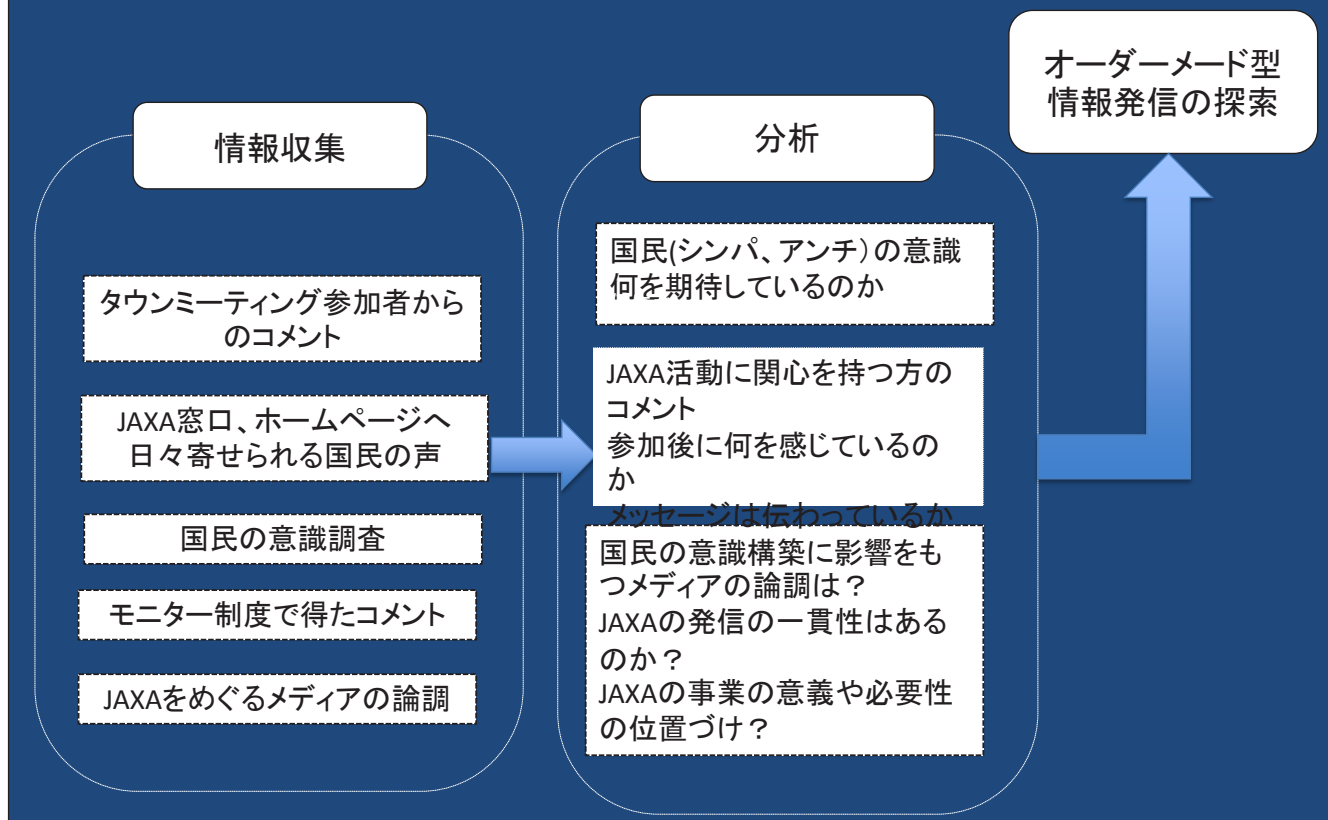 オーダーメード型
情報発信の探索
情報収集
タウンミーティング参加者から
のコメント
JAXA窓口、ホームページへ
日々寄せられる国民の声
国民の意識調査
モニター制度で得たコメント
JAXAをめぐるメディアの論調
分析
国民(シンパ、アンチ）の意識
何を期待しているのか
JAXA活動に関心を持つ方の
コメント
参加後に何を感じているの
か
メッセージは伝わっているか
国民の意識構築に影響をも
つメディアの論調は？
JAXAの発信の一貫性はある
のか？
JAXAの事業の意義や必要性
の位置づけ？